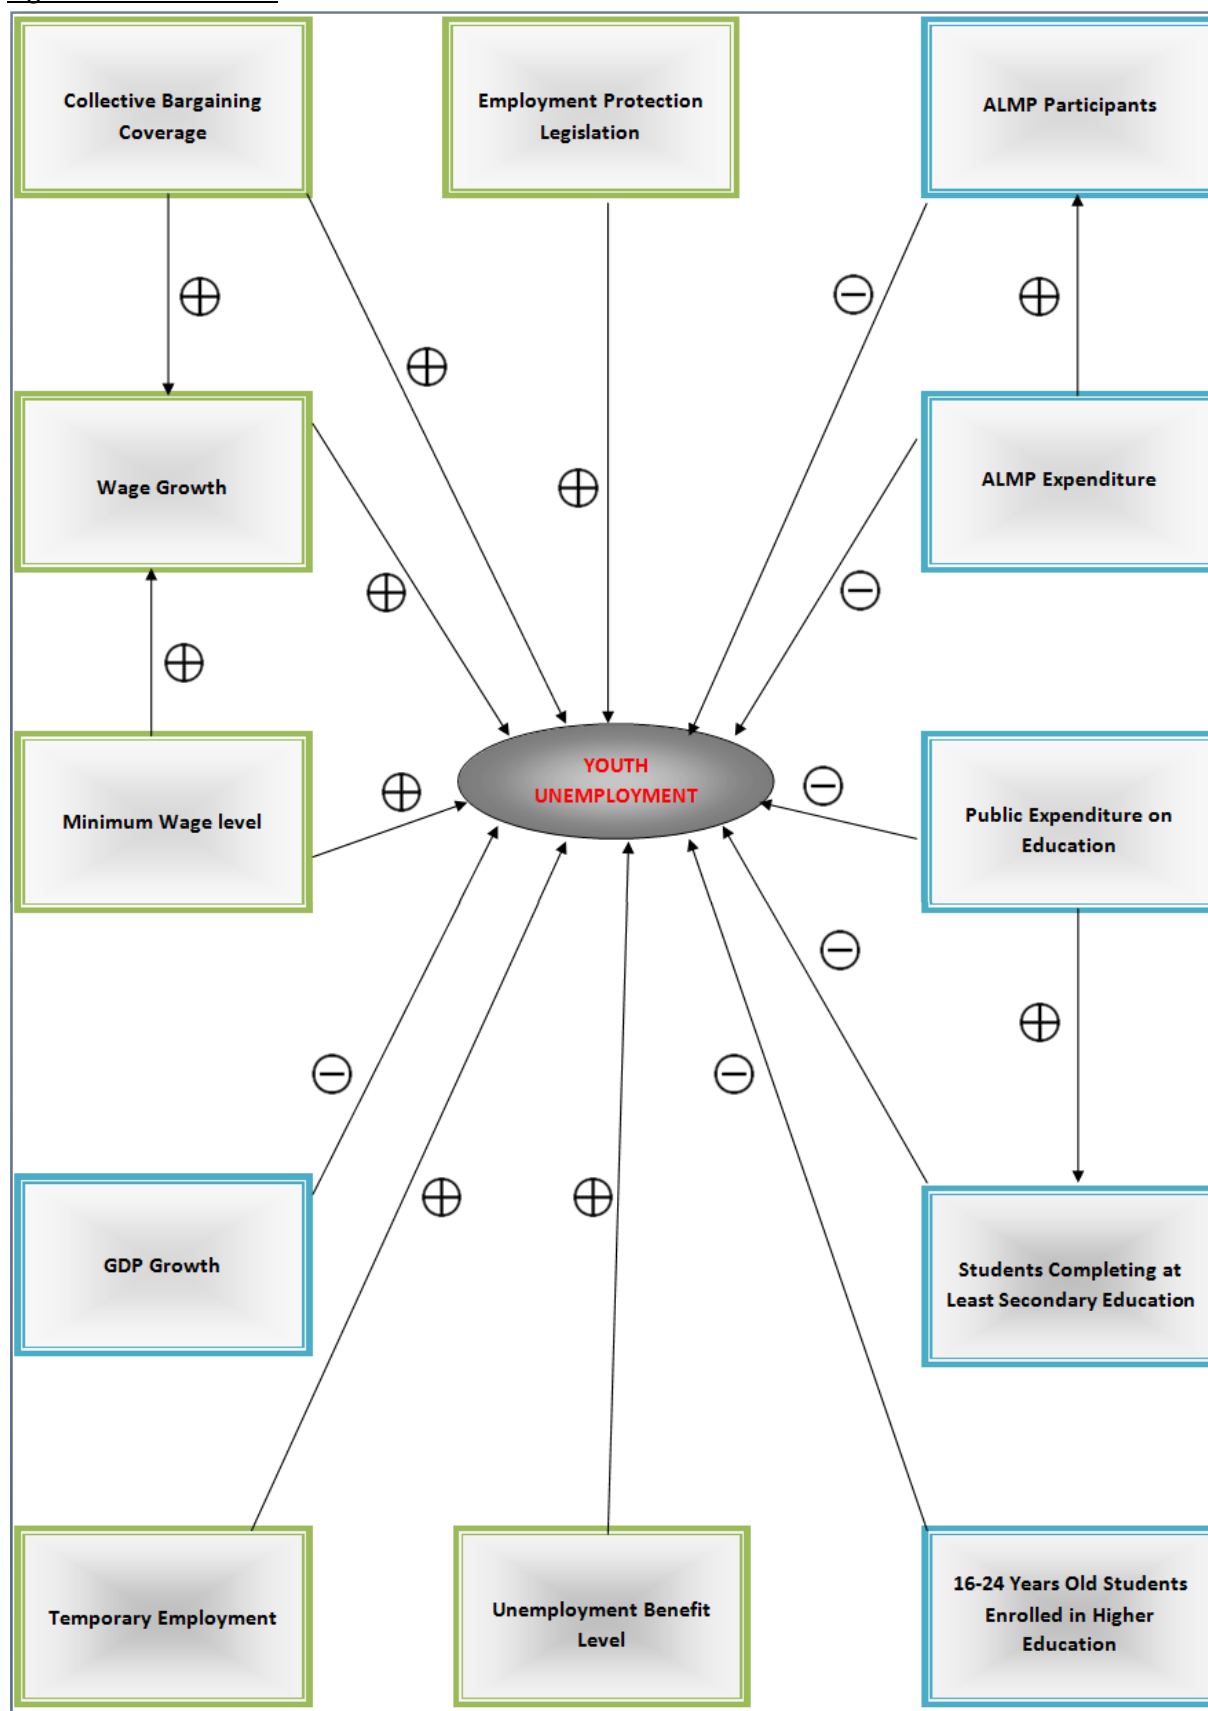 Collective Bargaining
Coverage
Employment Protection
Legislation
ALMP Participants
Wage Growth
ALMP Expenditure
Minimum Wage level
YOUTH
UNEMPLOYMENT
Public Expenditure on
Education
GDP Growth
Students Completing at
Least Secondary Education
Temporary Employment
Unemployment Benefit
Level
16-24 Years Old Students
Enrolled in Higher
Education